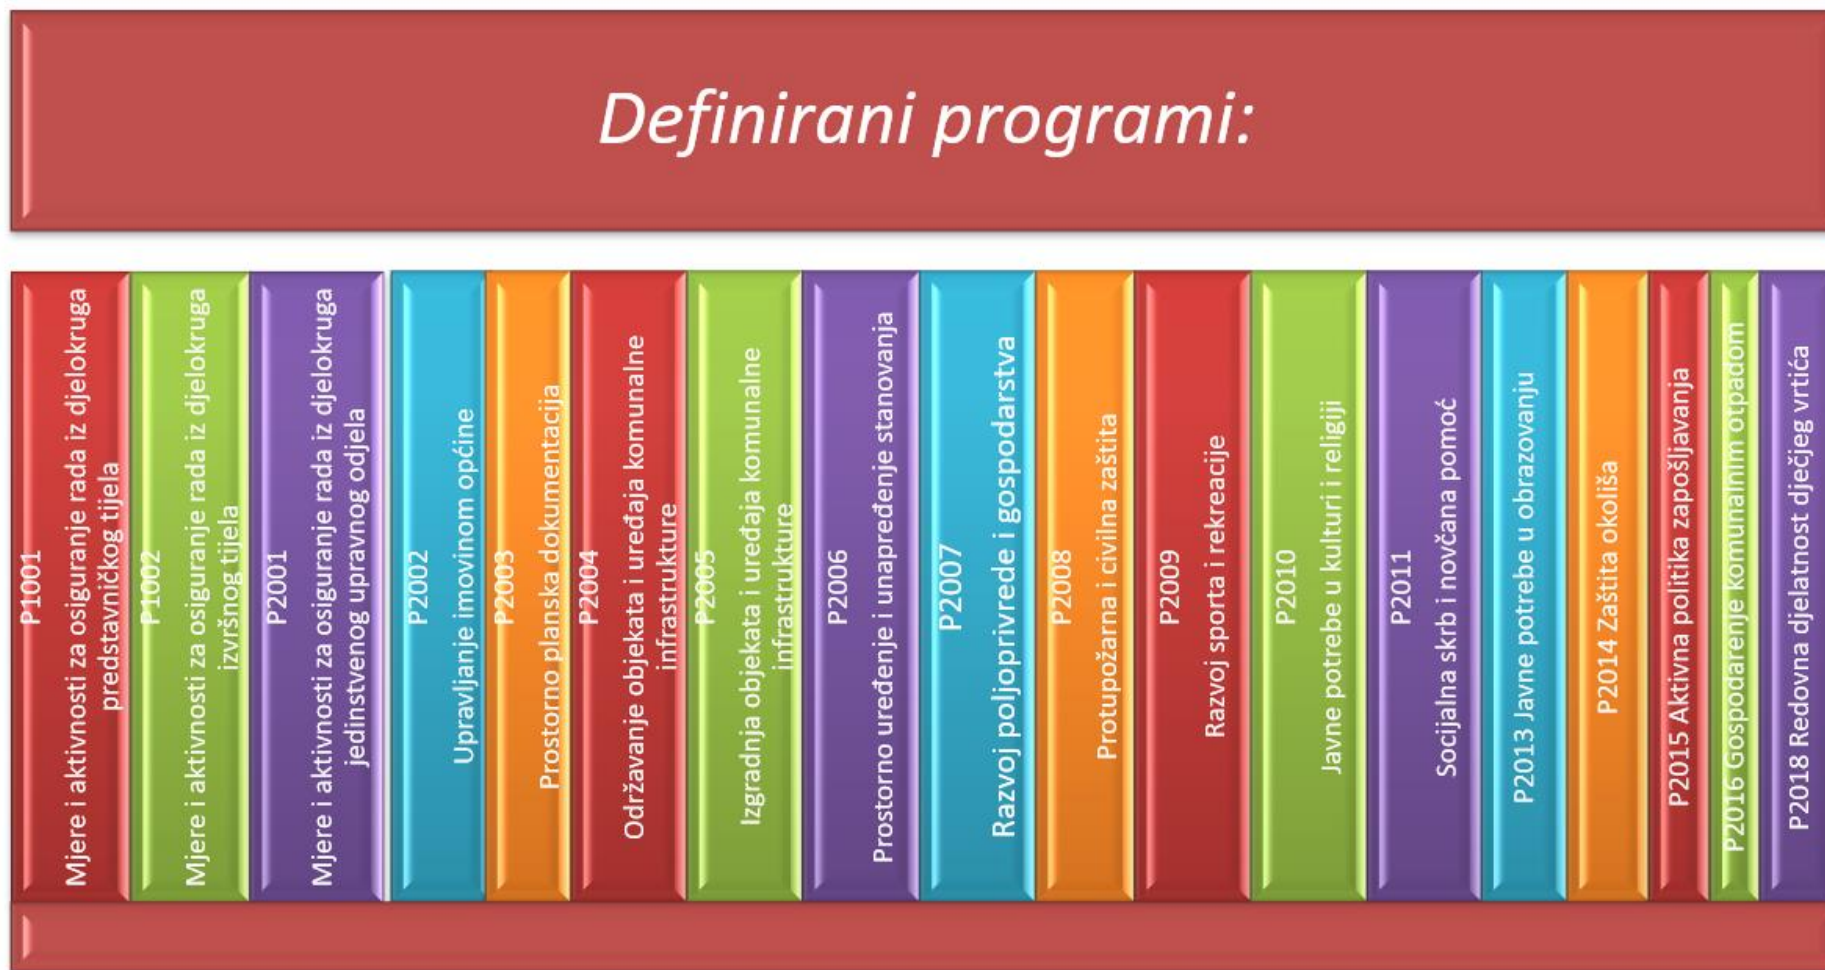 Definirani programi:
P1001
Mjere i aktivnosti za osiguranje rada iz djelokruga
predstavničkog tijela
P1002
Mjere i aktivnosti za osiguranje rada iz djelokruga
izvršnog tijela
P2001
Mjere i aktivnosti za osiguranje rada iz djelokruga
jedinstvenog upravnog odjela
P2002
Upravljanje imovinom općine
P2003
Prostorno planska dokumentacija
P2004
Održavanje objekata i uređaja komunalne
infrastrukture
P2005
Izgradnja objekata i uređaja komunalne
infrastrukture
P2006
Prostorno uređenje i unapređenje stanovanja
P2007
Razvoj poljoprivrede i gospodarstva
P2008
Protupožarna i civilna zaštita
P2009
Razvoj sporta i rekreacije
P2010
Javne potrebe u kulturi i religiji
P2011
Socijalna skrb i novčana pomoć
P2013 Javne potrebe u obrazovanju
P2014 Zaštita okoliša
P2015 Aktivna politika zapošljavanja
P2016 Gospodarenje komunalnim otpadom
P2018 Redovna djelatnost dječjeg vrtića